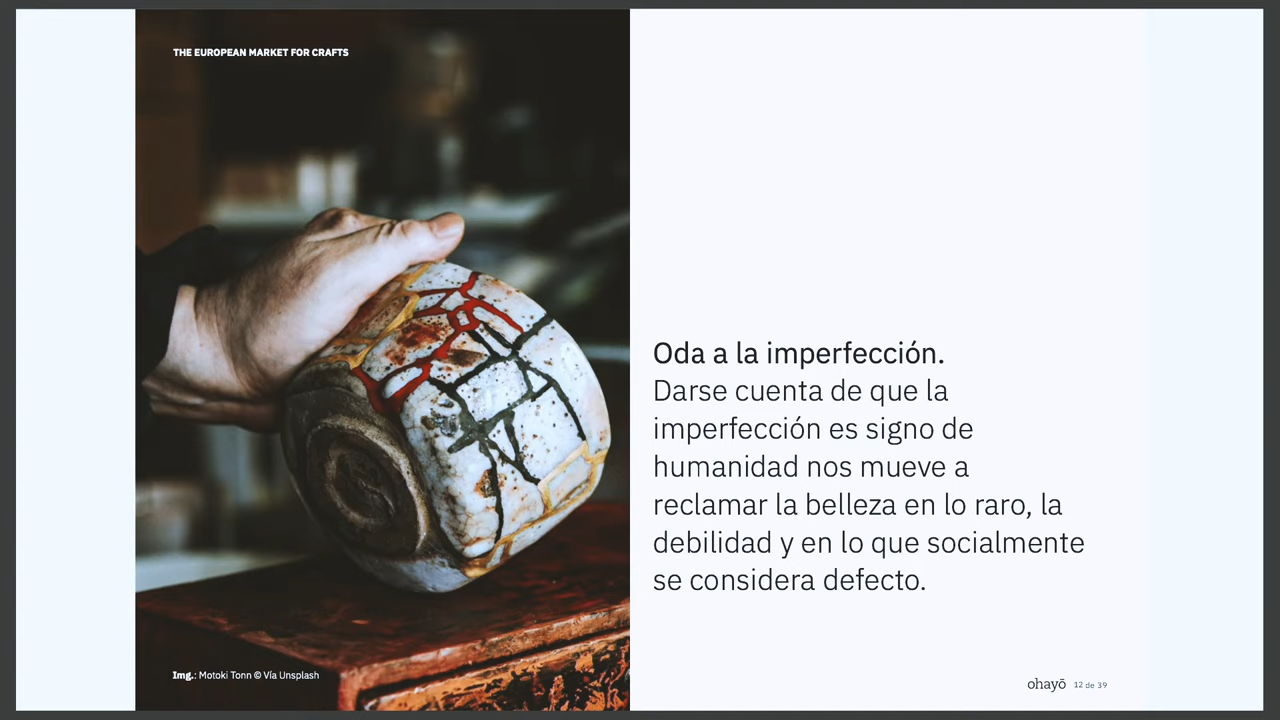 THE EUROPEAN MARKET FOR CRAFTS
Oda a la imperfección.
Darse cuenta de que la
imperfección es signo de
humanidad nos mueve a
reclamar la belleza en lo raro, la
debilidad y en lo que socialmente
se considera defecto.
Img.: Motoki Tonn © Vía Unsplash
ohayō 12 de 39